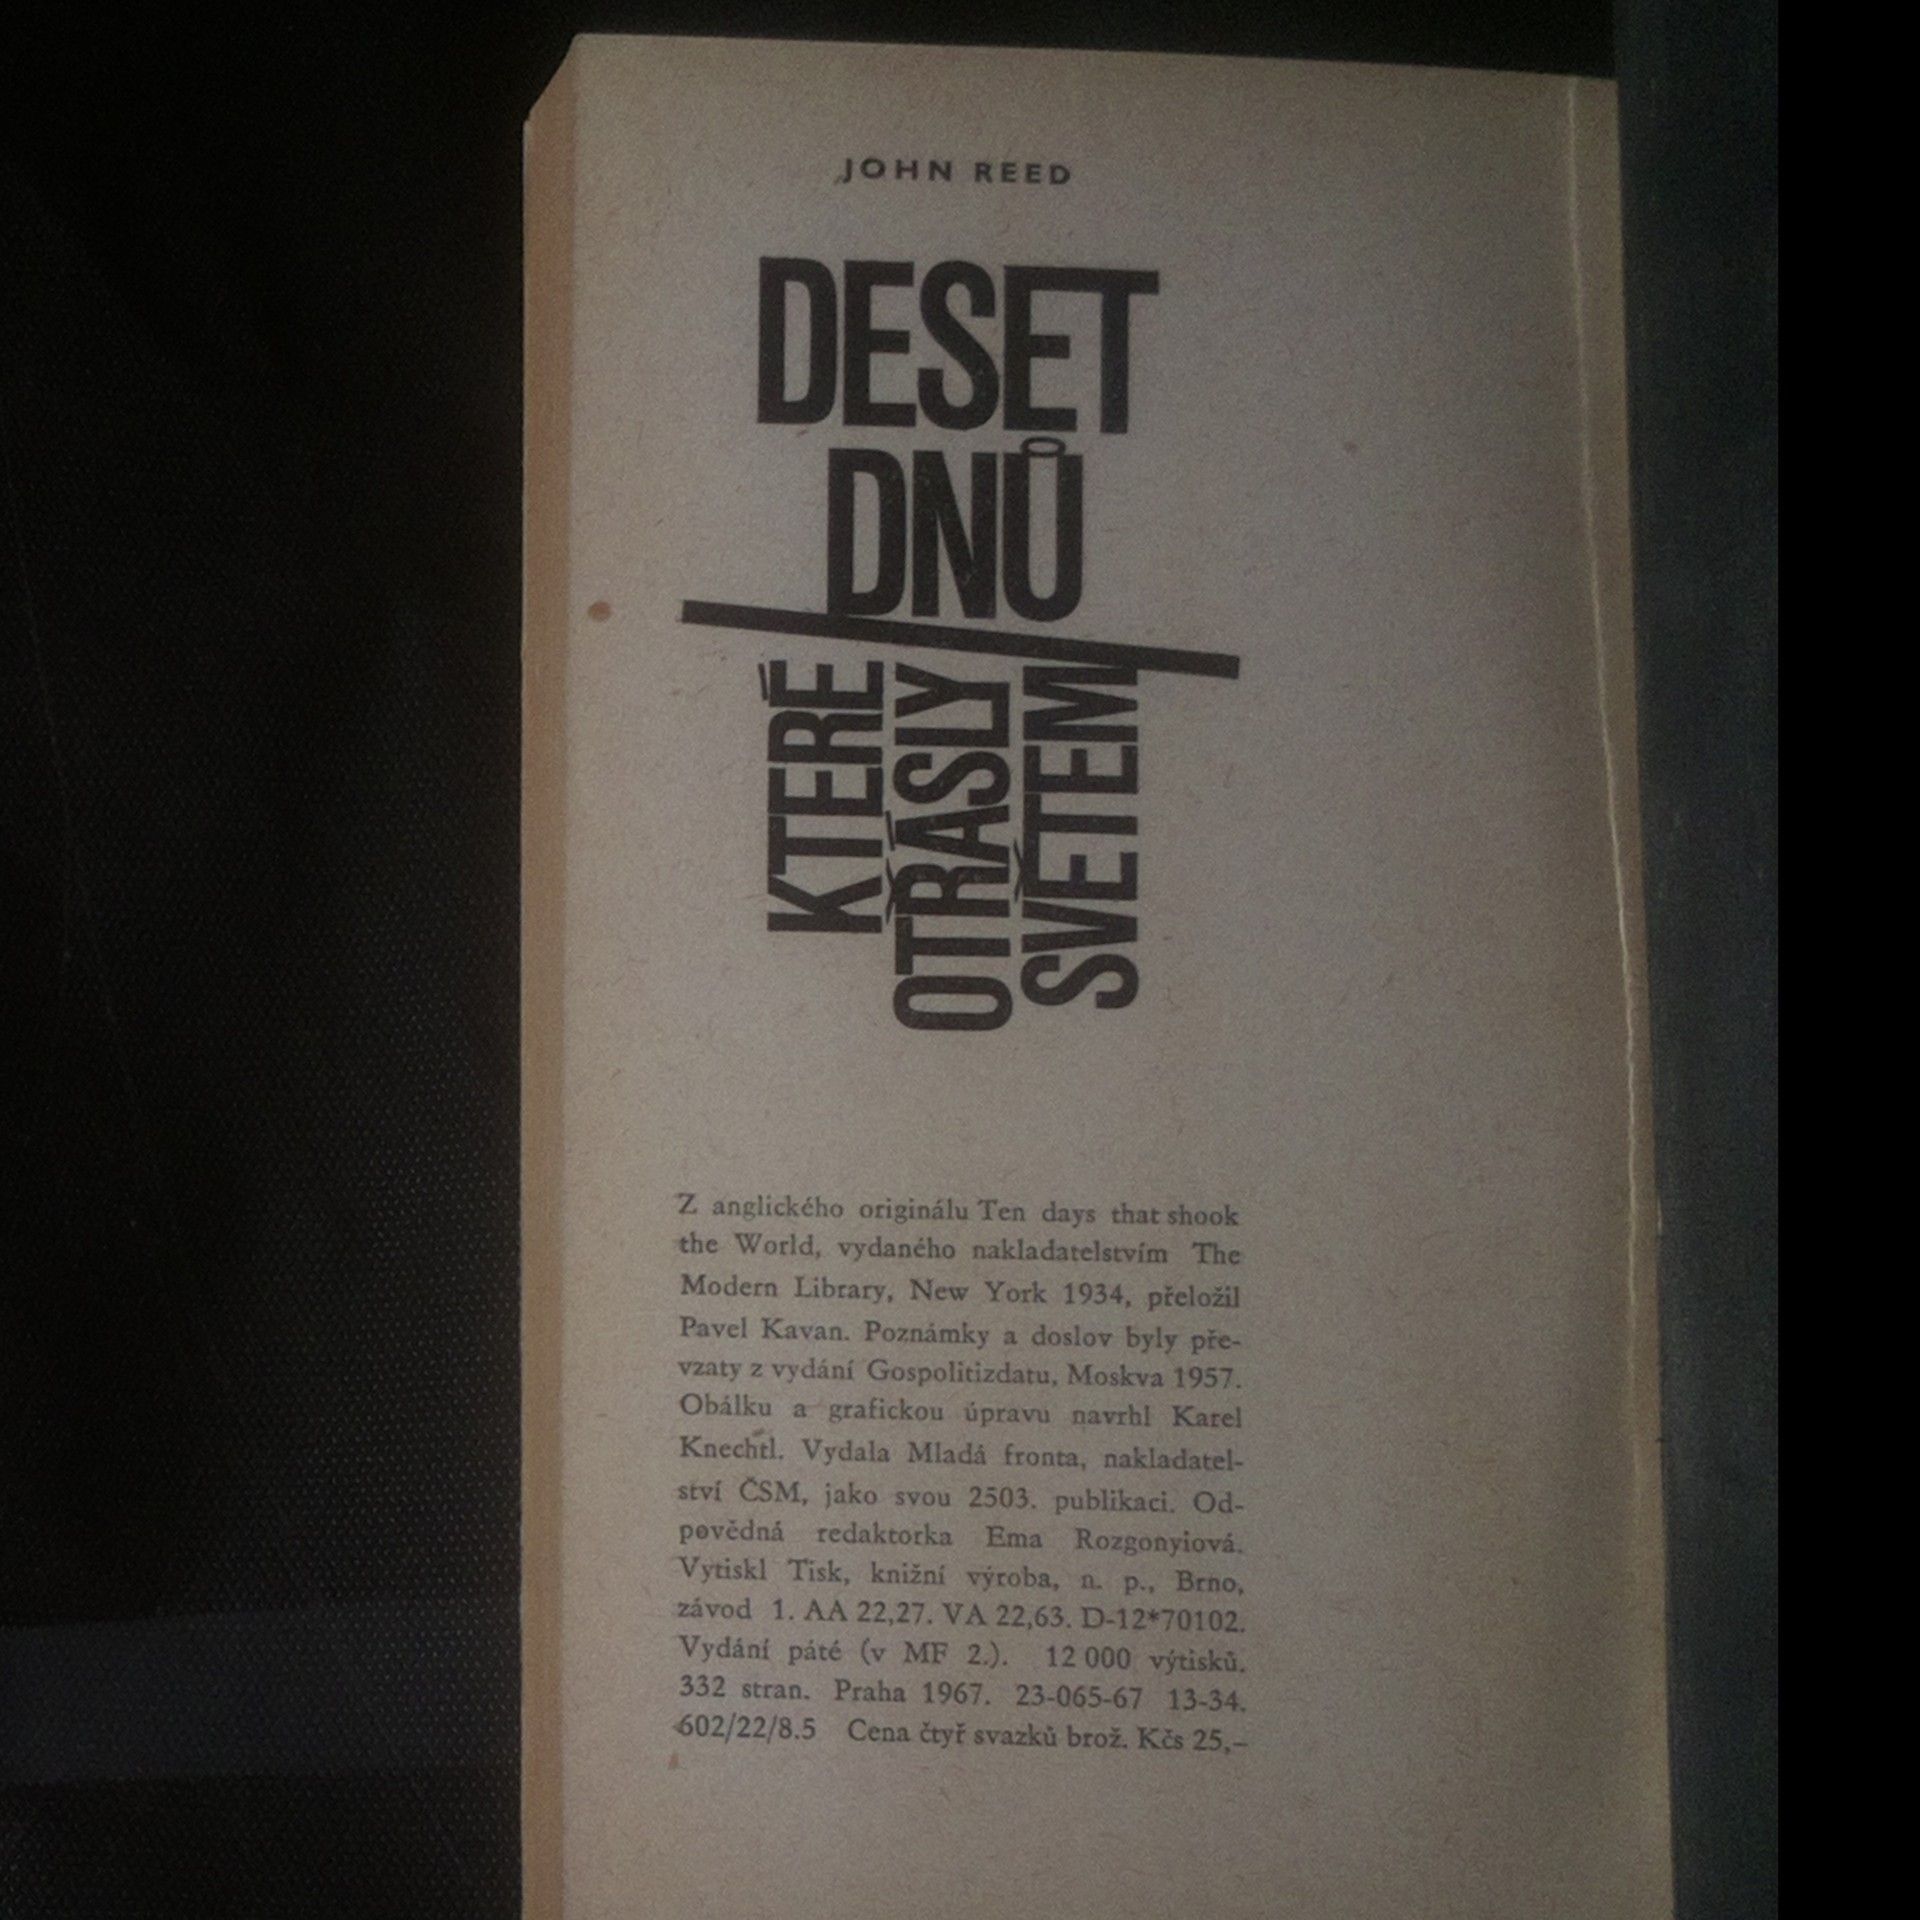 JOHN REED
DESET
DNŮ
KTERÉ
OTŘÁSLY
SVĚTEM
Z anglického originálu Ten days that shook
the World, vydaného nakladatelstvím The
Modern Library, New York 1934, přeložil
Pavel Kavan. Poznámky a doslov byly pře-
vzaty z vydání Gospolitizdatu, Moskva 1957.
Obálku a grafickou úpravu navrhl Karel
Knechtl. Vydala Mladá fronta, nakladatel-
ství ČSM, jako svou 2503. publikaci. Od-
povědná redaktorka Ema Rozgonyiová.
Vytiskl Tisk, knižní výroba, n. p., Brno,
závod 1. AA 22,27. VA 22,63. D-12*70102.
Vydání páté (v MF 2.). 12 000 výtisků.
332 stran. Praha 1967. 23-065-67 13-34.
602/22/8.5 Cena čtyř svazků brož. Kčs 25,–